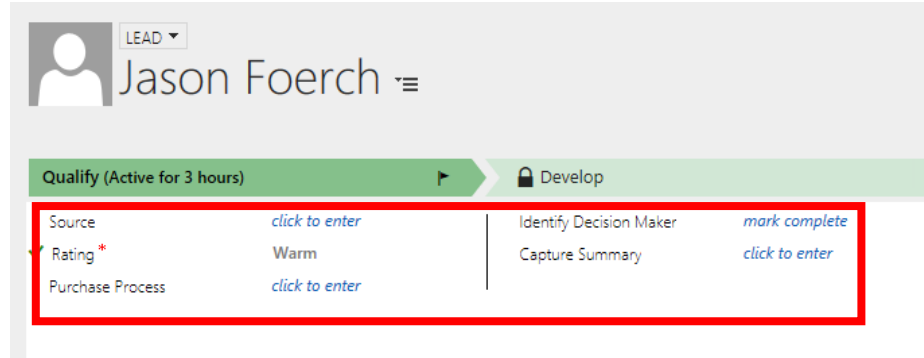 LEAD
Jason Foerch
Qualify (Active for 3 hours) Develop
Source click to enter Identify Decision Maker mark complete
Rating * Warm Capture Summary click to enter
Purchase Process click to enter